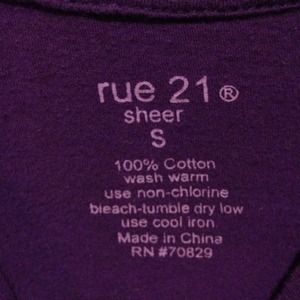 rue 21®
sheer
S
100% Cotton
wash warm
use non-chlorine
bleach-tumble dry low
use cool iron
Made in China
RN #70829